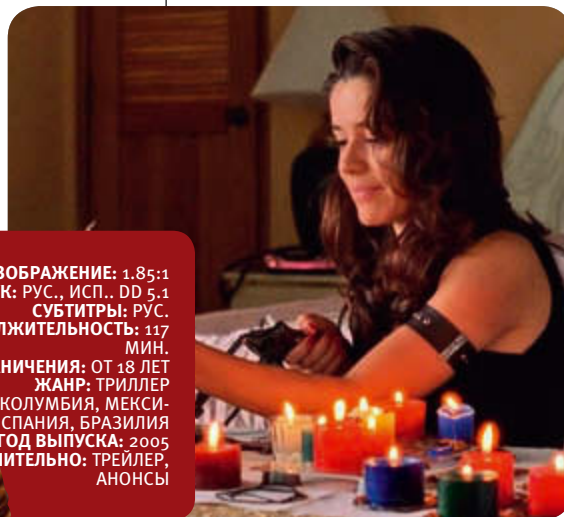 ЗОБРАЖЕНИЕ: 1.85:1
К: РУС., ИСП.. DD 5.1
СУБТИТРЫ: РУС.
ЛЖИТЕЛЬНОСТЬ: 117
МИН.
НИЧЕНИЯ: ОТ 18 ЛЕТ
ЖАНР: ТРИЛЛЕР
КОЛУМБИЯ, МЕКСИ-
СПАНИЯ, БРАЗИЛИЯ
ГОД ВЫПУСКА: 2005
ИТЕЛЬНО: ТРЕЙЛЕР,
АНОНСЫ